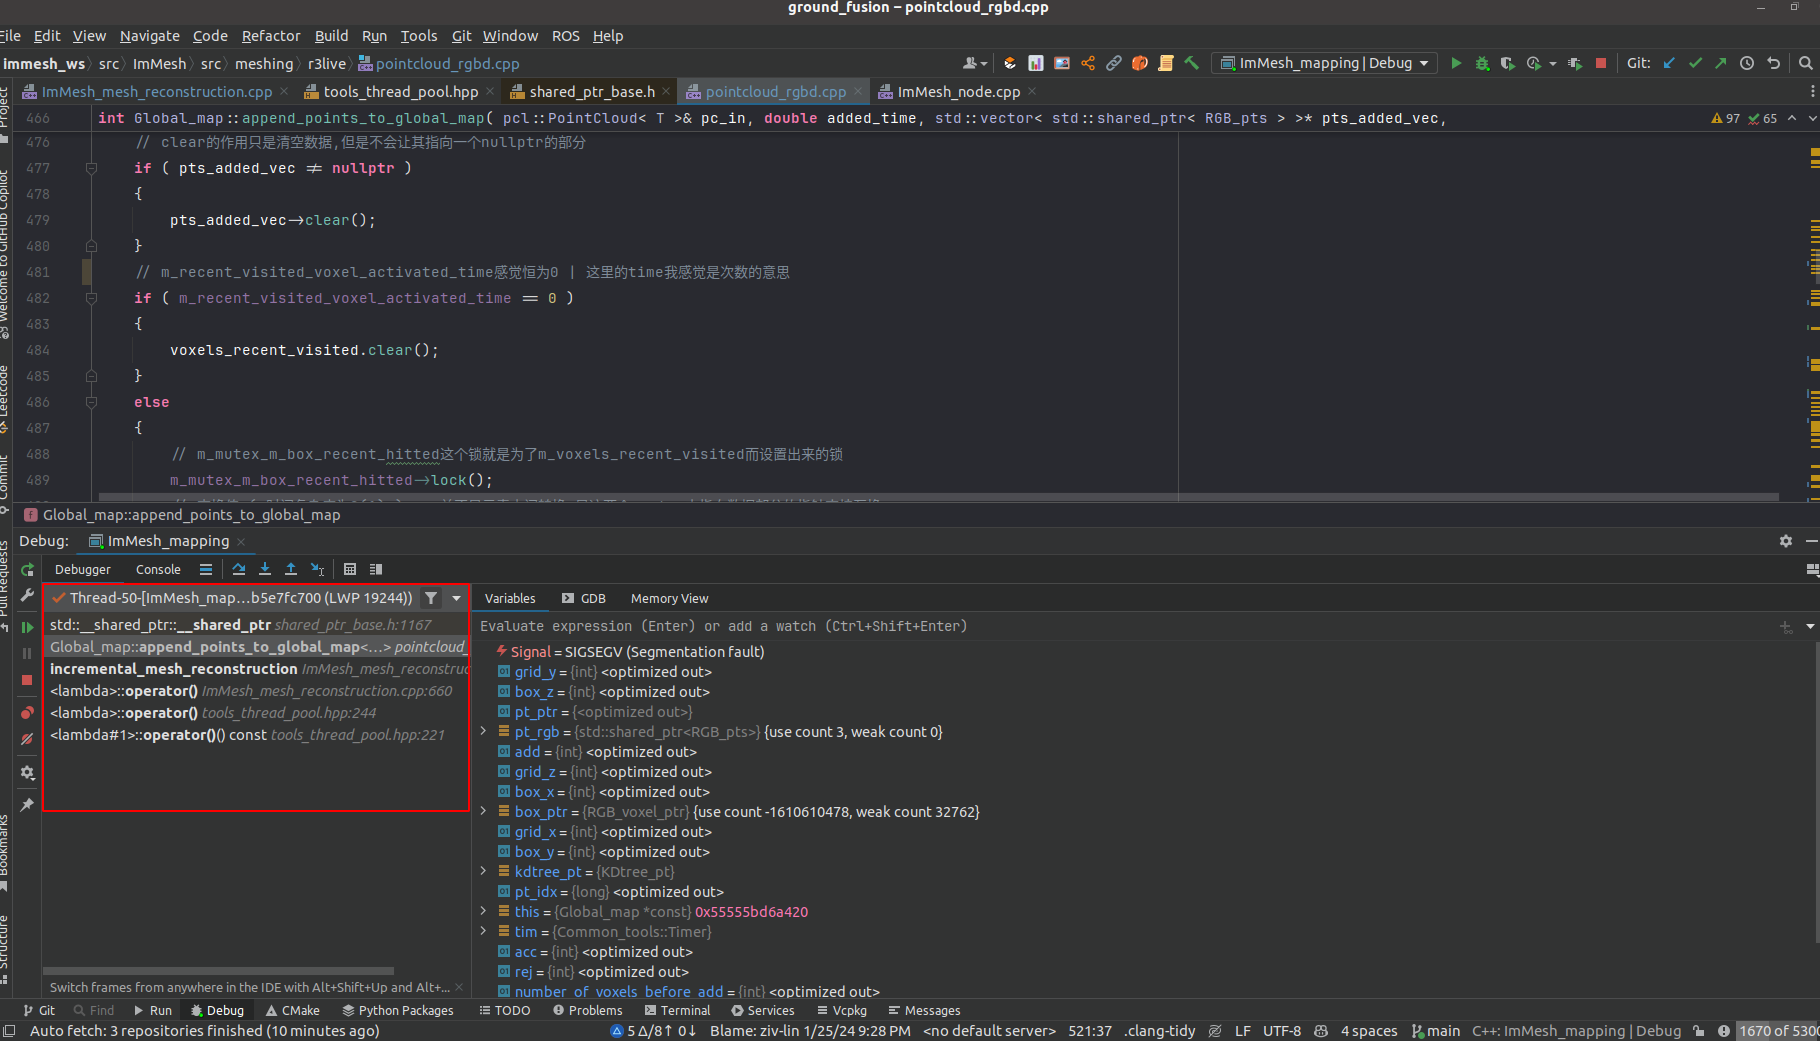 ground_fusion – pointcloud_rgbd.cpp
File Edit View Navigate Code Refactor Build Run Tools Git Window ROS Help
immesh_ws src ImMesh src meshing r3live pointcloud_rgbd.cpp
ImMesh_mapping | Debug
Git:
ImMesh_mesh_reconstruction.cpp tools_thread_pool.hpp shared_ptr_base.h pointcloud_rgbd.cpp ImMesh_node.cpp
466 int Global_map::append_points_to_global_map( pcl::PointCloud< T >& pc_in, double added_time, std::vector< std::shared_ptr< RGB_pts > >* pts_added_vec,
97 65
476 // clear的作用只是清空数据,但是不会让其指向一个nullptr的部分
477 if ( pts_added_vec ≠ nullptr )
478 {
479 pts_added_vec→clear();
480 }
481 // m_recent_visited_voxel_activated_time感觉恒为0 | 这里的time我感觉是次数的意思
482 if ( m_recent_visited_voxel_activated_time == 0 )
483 {
484 voxels_recent_visited.clear();
485 }
486 else
487 {
488 // m_mutex_m_box_recent_hitted这个锁就是为了m_voxels_recent_visited而设置出来的锁
489 m_mutex_m_box_recent_hitted→lock();
Global_map::append_points_to_global_map
Debug: ImMesh_mapping
Debugger Console
Thread-50-[ImMesh_map...b5e7fc700 (LWP 19244))
std::__shared_ptr::__shared_ptr shared_ptr_base.h:1167
Global_map::append_points_to_global_map<...> pointcloud_
incremental_mesh_reconstruction ImMesh_mesh_reconstruc
<lambda>::operator() ImMesh_mesh_reconstruction.cpp:660
<lambda>::operator() tools_thread_pool.hpp:244
<lambda#1>::operator()() const tools_thread_pool.hpp:221
Switch frames from anywhere in the IDE with Alt+Shift+Up and Alt+...
Variables GDB Memory View
Evaluate expression (Enter) or add a watch (Ctrl+Shift+Enter)
Signal = SIGSEGV (Segmentation fault)
grid_y = {int} <optimized out>
box_z = {int} <optimized out>
pt_ptr = {<optimized out>}
pt_rgb = {std::shared_ptr<RGB_pts>} {use count 3, weak count 0}
add = {int} <optimized out>
grid_z = {int} <optimized out>
box_x = {int} <optimized out>
box_ptr = {RGB_voxel_ptr} {use count -1610610478, weak count 32762}
grid_x = {int} <optimized out>
box_y = {int} <optimized out>
kdtree_pt = {KDtree_pt}
pt_idx = {long} <optimized out>
this = {Global_map *const} 0x55555bd6a420
tim = {Common_tools::Timer}
acc = {int} <optimized out>
rej = {int} <optimized out>
number_of_voxels_before_add = {int} <optimized out>
Project
Welcome to GitHub Copilot
Leetcode
Commit
Pull Requests
Bookmarks
Structure
Git Find Run Debug CMake Python Packages TODO Problems Terminal Services Vcpkg Messages
Auto fetch: 3 repositories finished (10 minutes ago)
5 Δ/8↑ 0↓ Blame: ziv-lin 1/25/24 9:28 PM <no default server> 521:37 .clang-tidy LF UTF-8 4 spaces main C++: ImMesh_mapping | Debug 1670 of 5300